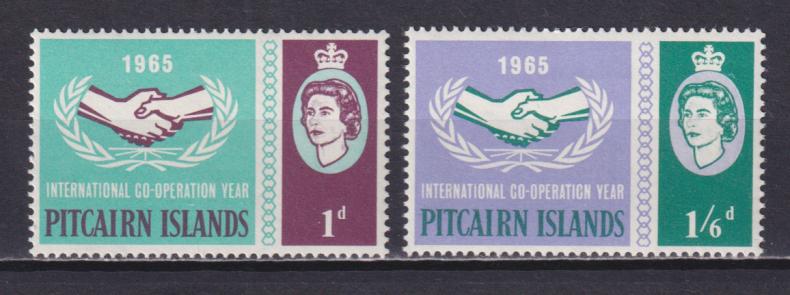 1965
INTERNATIONAL CO-OPERATION YEAR
PITCAIRN ISLANDS
1d
1965
INTERNATIONAL CO-OPERATION YEAR
PITCAIRN ISLANDS
1/6d